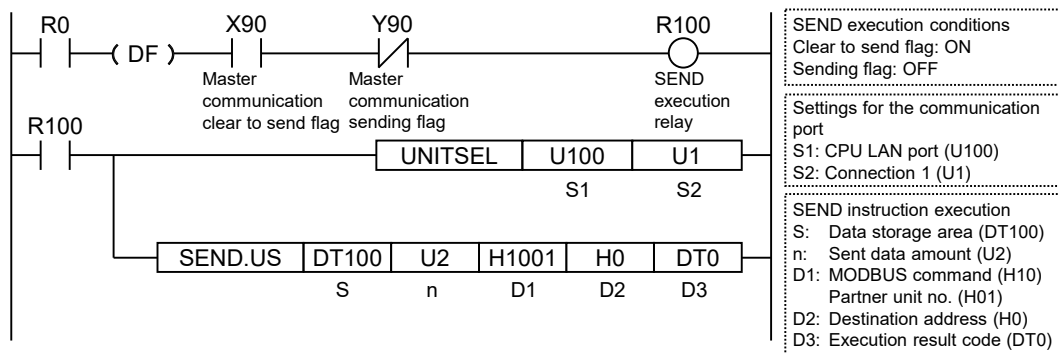 R0 X90 Y90 R100
( DF )
Master
communication
clear to send flag
Master
communication
sending flag
SEND
execution
relay
R100
UNITSEL U100 U1
S1 S2
SEND.US DT100 U2 H1001 H0 DT0
S n D1 D2 D3
SEND execution conditions
Clear to send flag: ON
Sending flag: OFF
Settings for the communication
port
S1: CPU LAN port (U100)
S2: Connection 1 (U1)
SEND instruction execution
S: Data storage area (DT100)
n: Sent data amount (U2)
D1: MODBUS command (H10)
Partner unit no. (H01)
D2: Destination address (H0)
D3: Execution result code (DT0)